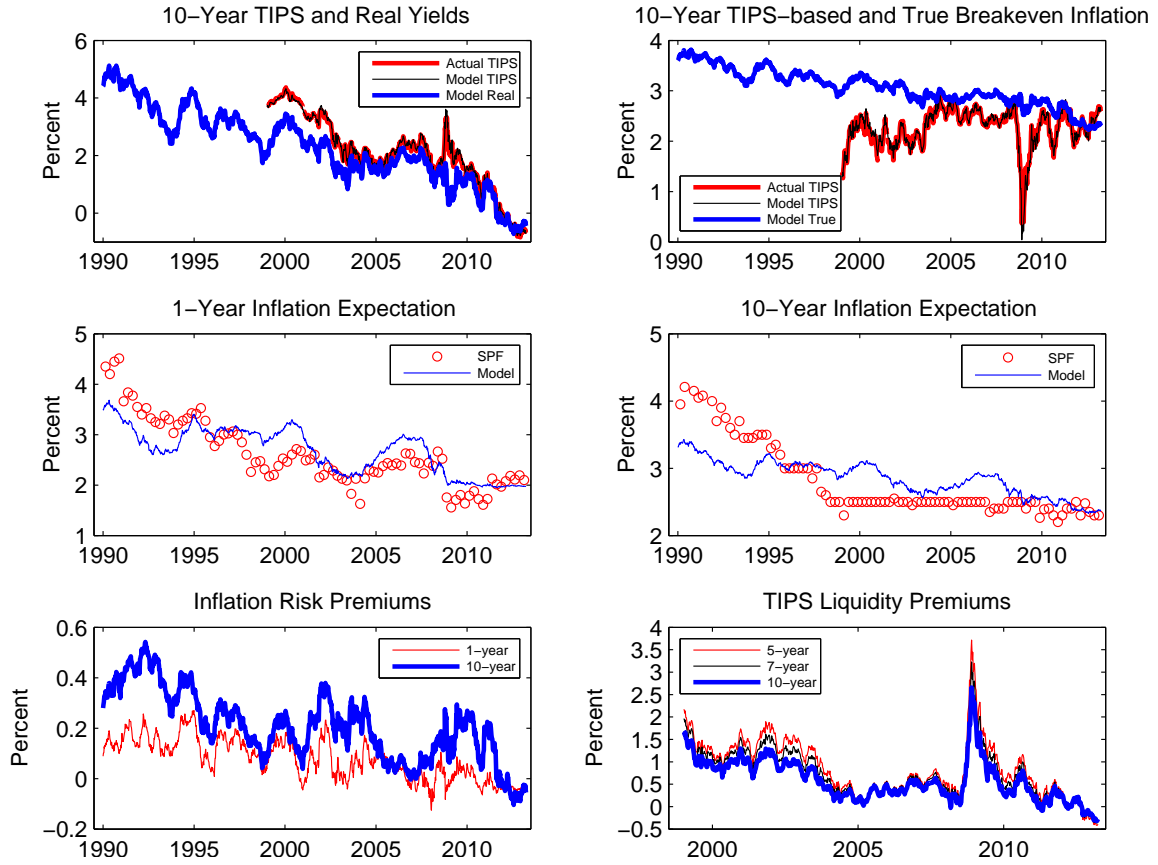 10−Year TIPS and Real Yields
6
4
2
0
Percent
Actual TIPS
Model TIPS
Model Real
1990 1995 2000 2005 2010
10−Year TIPS−based and True Breakeven Inflation
4
3
2
1
0
Percent
Actual TIPS
Model TIPS
Model True
1990 1995 2000 2005 2010
1−Year Inflation Expectation
5
4
3
2
1
Percent
SPF
Model
1990 1995 2000 2005 2010
10−Year Inflation Expectation
5
4
3
2
Percent
SPF
Model
1990 1995 2000 2005 2010
Inflation Risk Premiums
0.6
0.4
0.2
0
−0.2
Percent
1−year
10−year
1990 1995 2000 2005 2010
TIPS Liquidity Premiums
4
3.5
3
2.5
2
1.5
1
0.5
0
−0.5
Percent
5−year
7−year
10−year
2000 2005 2010